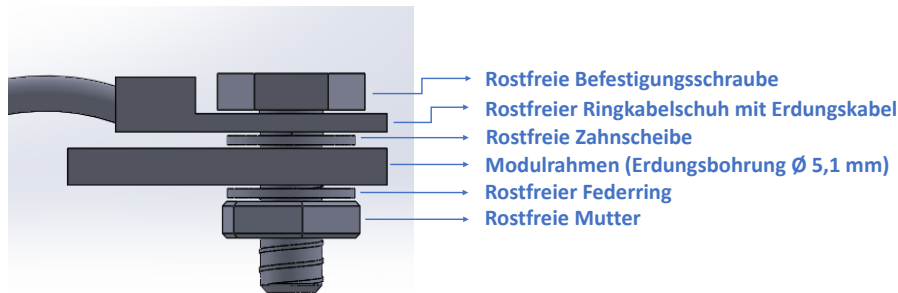 Rostfreie Befestigungsschraube
Rostfreier Ringkabelschuh mit Erdungskabel
Rostfreie Zahnscheibe
Modulrahmen (Erdungsbohrung Ø 5,1 mm)
Rostfreier Federring
Rostfreie Mutter